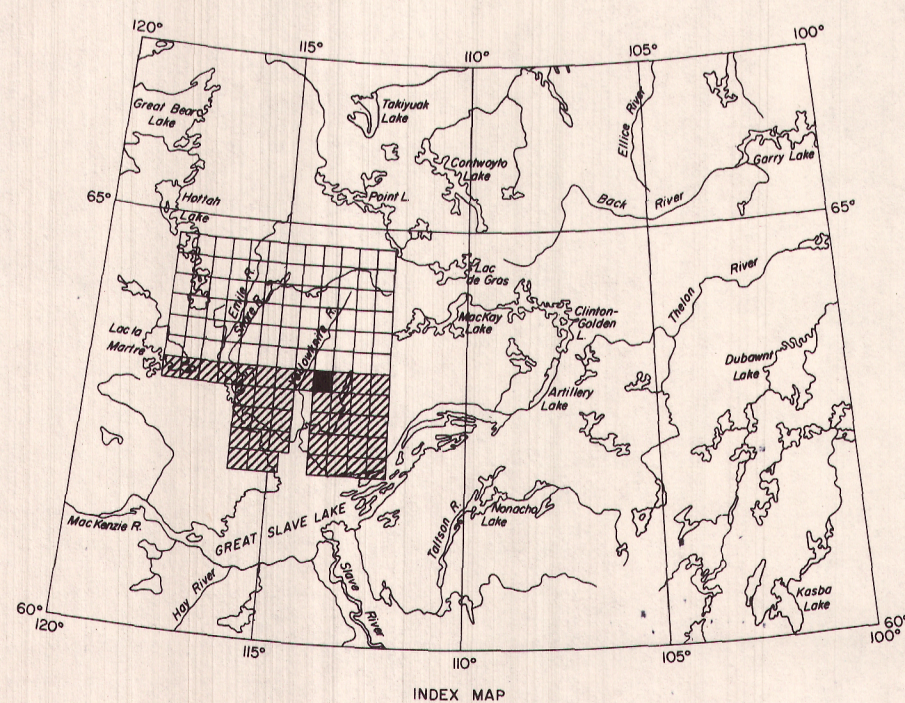 120°
115°
110°
105°
100°
Great Bear
Lake
Takiyuak
Lake
Contwoyto
Lake
Ellice River
Garry Lake
65°
Hottah
Lake
Point L.
Back River
65°
Lac
de Gros
Emile R.
Snare R.
Yellowknife R.
MacKay
Lake
Clinton-
Golden
L.
Thelon River
Lac la
Martre
Dubawnt
Lake
Artillery
Lake
MacKenzie R.
GREAT SLAVE LAKE
Taltson R.
Nonacho
Lake
Hay River
Slave River
Kasba
Lake
60°
120°
115°
110°
105°
60°
100°
INDEX MAP